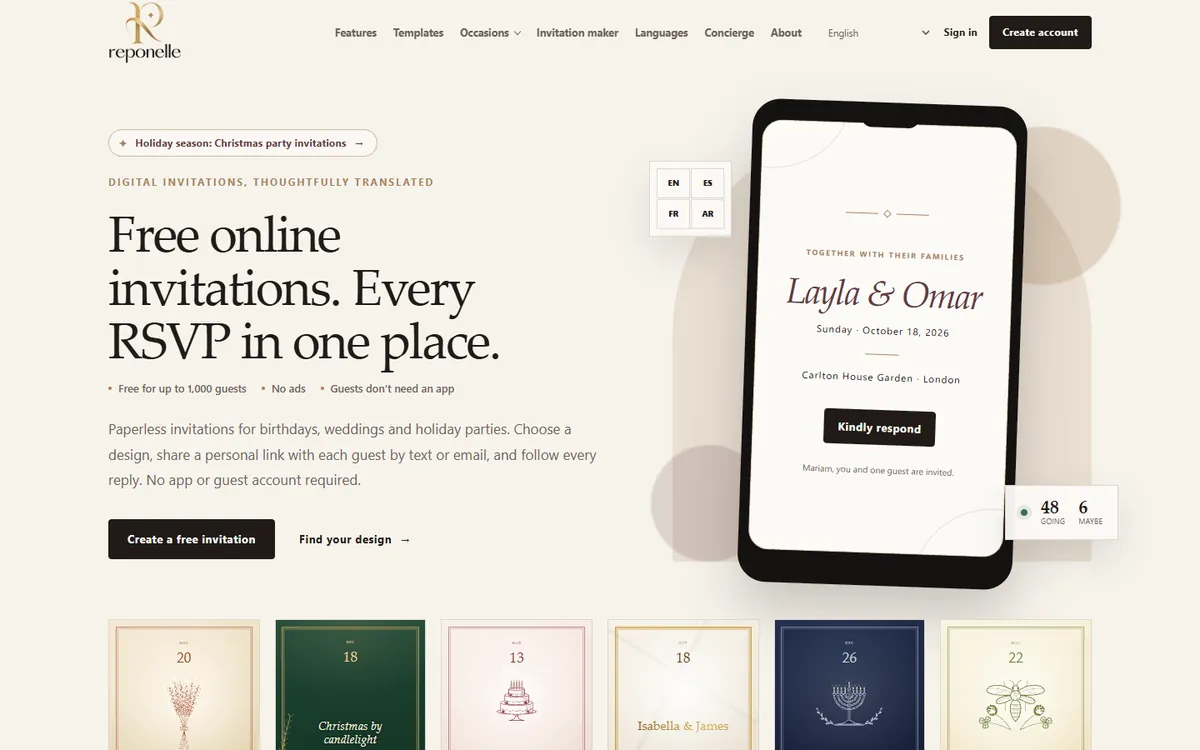 reponelle
Features Templates Occasions Invitation maker Languages Concierge About English Sign in Create account
Holiday season: Christmas party invitations →
DIGITAL INVITATIONS, THOUGHTFULLY TRANSLATED
Free online
invitations. Every
RSVP in one place.
• Free for up to 1,000 guests • No ads • Guests don't need an app
Paperless invitations for birthdays, weddings and holiday parties. Choose a
design, share a personal link with each guest by text or email, and follow every
reply. No app or guest account required.
Create a free invitation Find your design →
EN ES
FR AR
TOGETHER WITH THEIR FAMILIES
Layla & Omar
Sunday · October 18, 2026
Carlton House Garden · London
Kindly respond
Mariam, you and one guest are invited.
48 6
GOING MAYBE
20
18
Christmas by
candlelight
13
18
Isabella & James
26
22